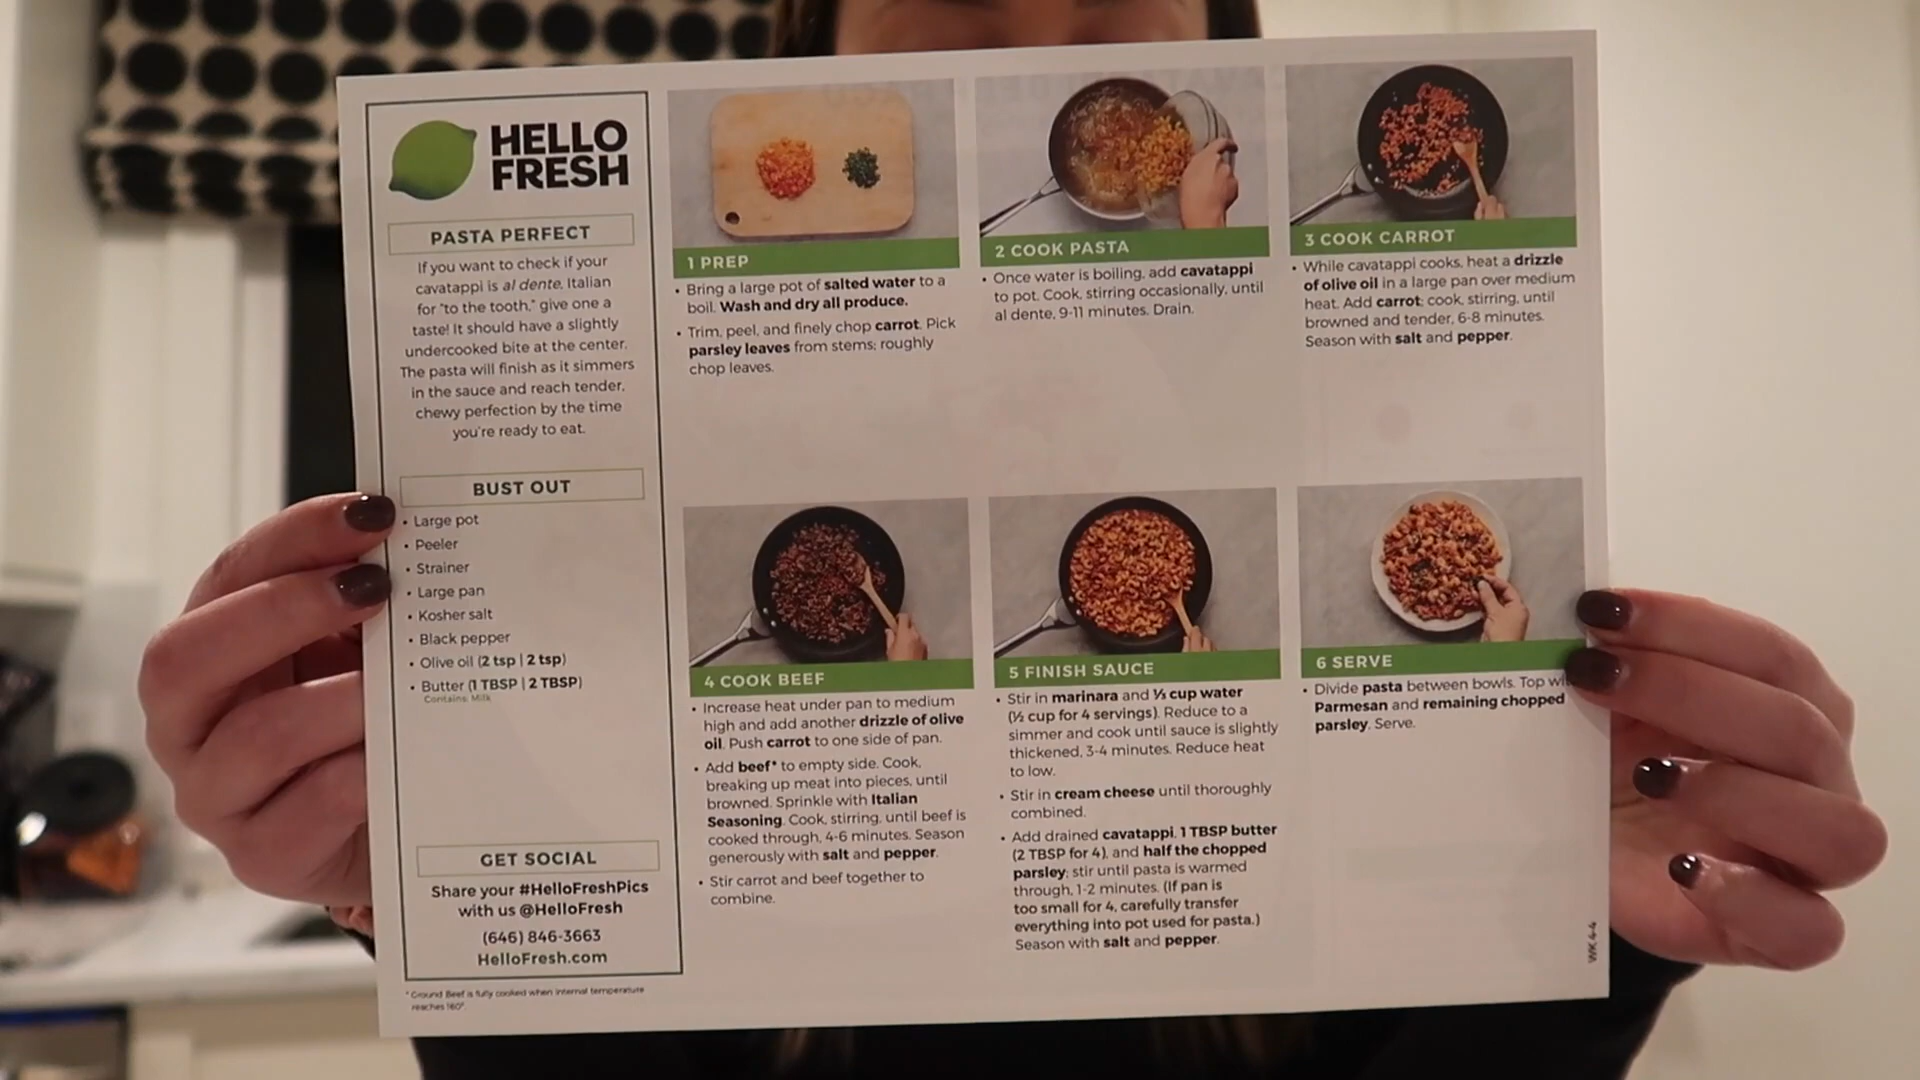 HELLO
FRESH
PASTA PERFECT
If you want to check if your
cavatappi is al dente, Italian
for "to the tooth," give one a
taste! It should have a slightly
undercooked bite at the center.
The pasta will finish as it simmers
in the sauce and reach tender,
chewy perfection by the time
you're ready to eat.
BUST OUT
• Large pot
• Peeler
• Strainer
• Large pan
• Kosher salt
• Black pepper
• Olive oil (2 tsp | 2 tsp)
• Butter (1 TBSP | 2 TBSP)
Contains: Milk
GET SOCIAL
Share your #HelloFreshPics
with us @HelloFresh
(646) 846-3663
HelloFresh.com
* Ground Beef is fully cooked when internal temperature
reaches 160°.
1 PREP
• Bring a large pot of salted water to a
boil. Wash and dry all produce.
• Trim, peel, and finely chop carrot. Pick
parsley leaves from stems; roughly
chop leaves.
2 COOK PASTA
• Once water is boiling, add cavatappi
to pot. Cook, stirring occasionally, until
al dente, 9-11 minutes. Drain.
3 COOK CARROT
• While cavatappi cooks, heat a drizzle
of olive oil in a large pan over medium
heat. Add carrot; cook, stirring, until
browned and tender, 6-8 minutes.
Season with salt and pepper.
4 COOK BEEF
• Increase heat under pan to medium
high and add another drizzle of olive
oil. Push carrot to one side of pan.
• Add beef* to empty side. Cook,
breaking up meat into pieces, until
browned. Sprinkle with Italian
Seasoning. Cook, stirring, until beef is
cooked through, 4-6 minutes. Season
generously with salt and pepper.
• Stir carrot and beef together to
combine.
5 FINISH SAUCE
• Stir in marinara and ⅓ cup water
(½ cup for 4 servings). Reduce to a
simmer and cook until sauce is slightly
thickened, 3-4 minutes. Reduce heat
to low.
• Stir in cream cheese until thoroughly
combined.
• Add drained cavatappi, 1 TBSP butter
(2 TBSP for 4), and half the chopped
parsley; stir until pasta is warmed
through, 1-2 minutes. (If pan is
too small for 4, carefully transfer
everything into pot used for pasta.)
Season with salt and pepper.
6 SERVE
• Divide pasta between bowls. Top
Parmesan and remaining chopped
parsley. Serve.
WK 4-4